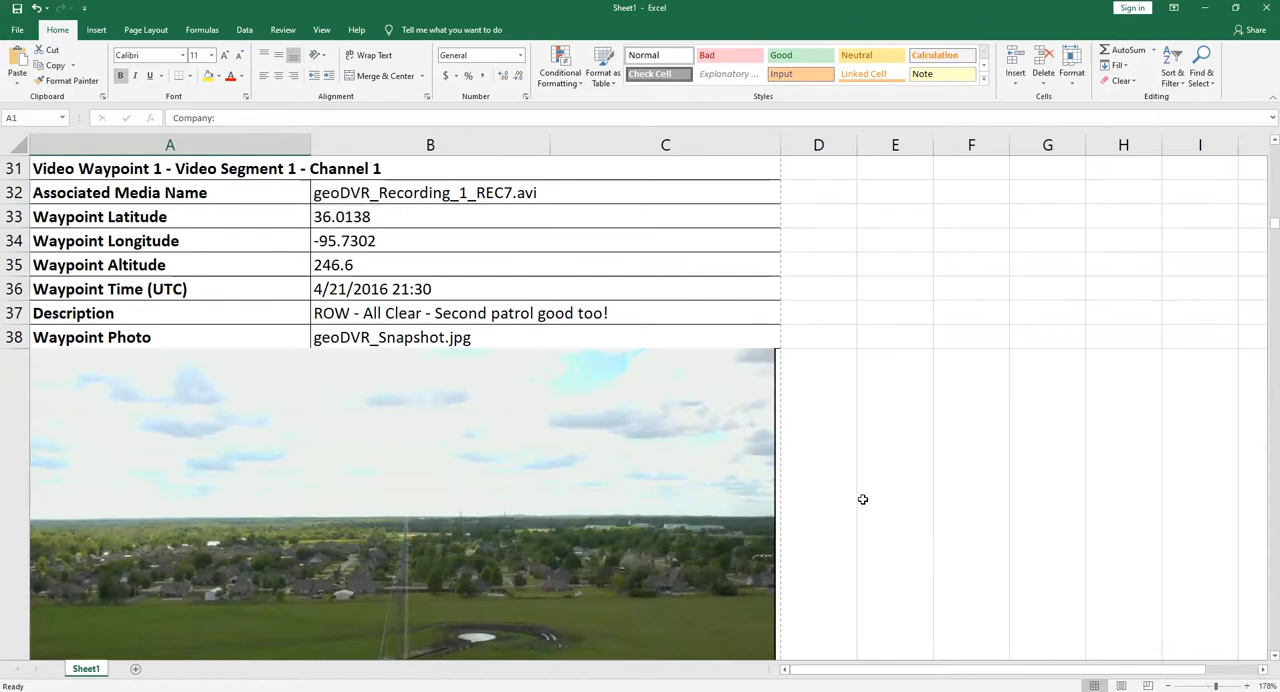 Sheet1 - Excel
Sign in
File Home Insert Page Layout Formulas Data Review View Help Tell me what you want to do Share
Paste Cut Copy Format Painter Clipboard
Calibri 11 B I U A Font
Wrap Text Merge & Center Alignment
General $ % , Number
Conditional Formatting Format as Table
Normal Bad Good Neutral Calculation
Check Cell Explanatory ... Input Linked Cell Note
Styles
Insert Delete Format Cells
AutoSum Fill Clear Sort & Filter Find & Select Editing
A1 fx Company:
A B C D E F G H I
31 Video Waypoint 1 - Video Segment 1 - Channel 1
32 Associated Media Name geoDVR_Recording_1_REC7.avi
33 Waypoint Latitude 36.0138
34 Waypoint Longitude -95.7302
35 Waypoint Altitude 246.6
36 Waypoint Time (UTC) 4/21/2016 21:30
37 Description ROW - All Clear - Second patrol good too!
38 Waypoint Photo geoDVR_Snapshot.jpg
Sheet1
Ready 178%